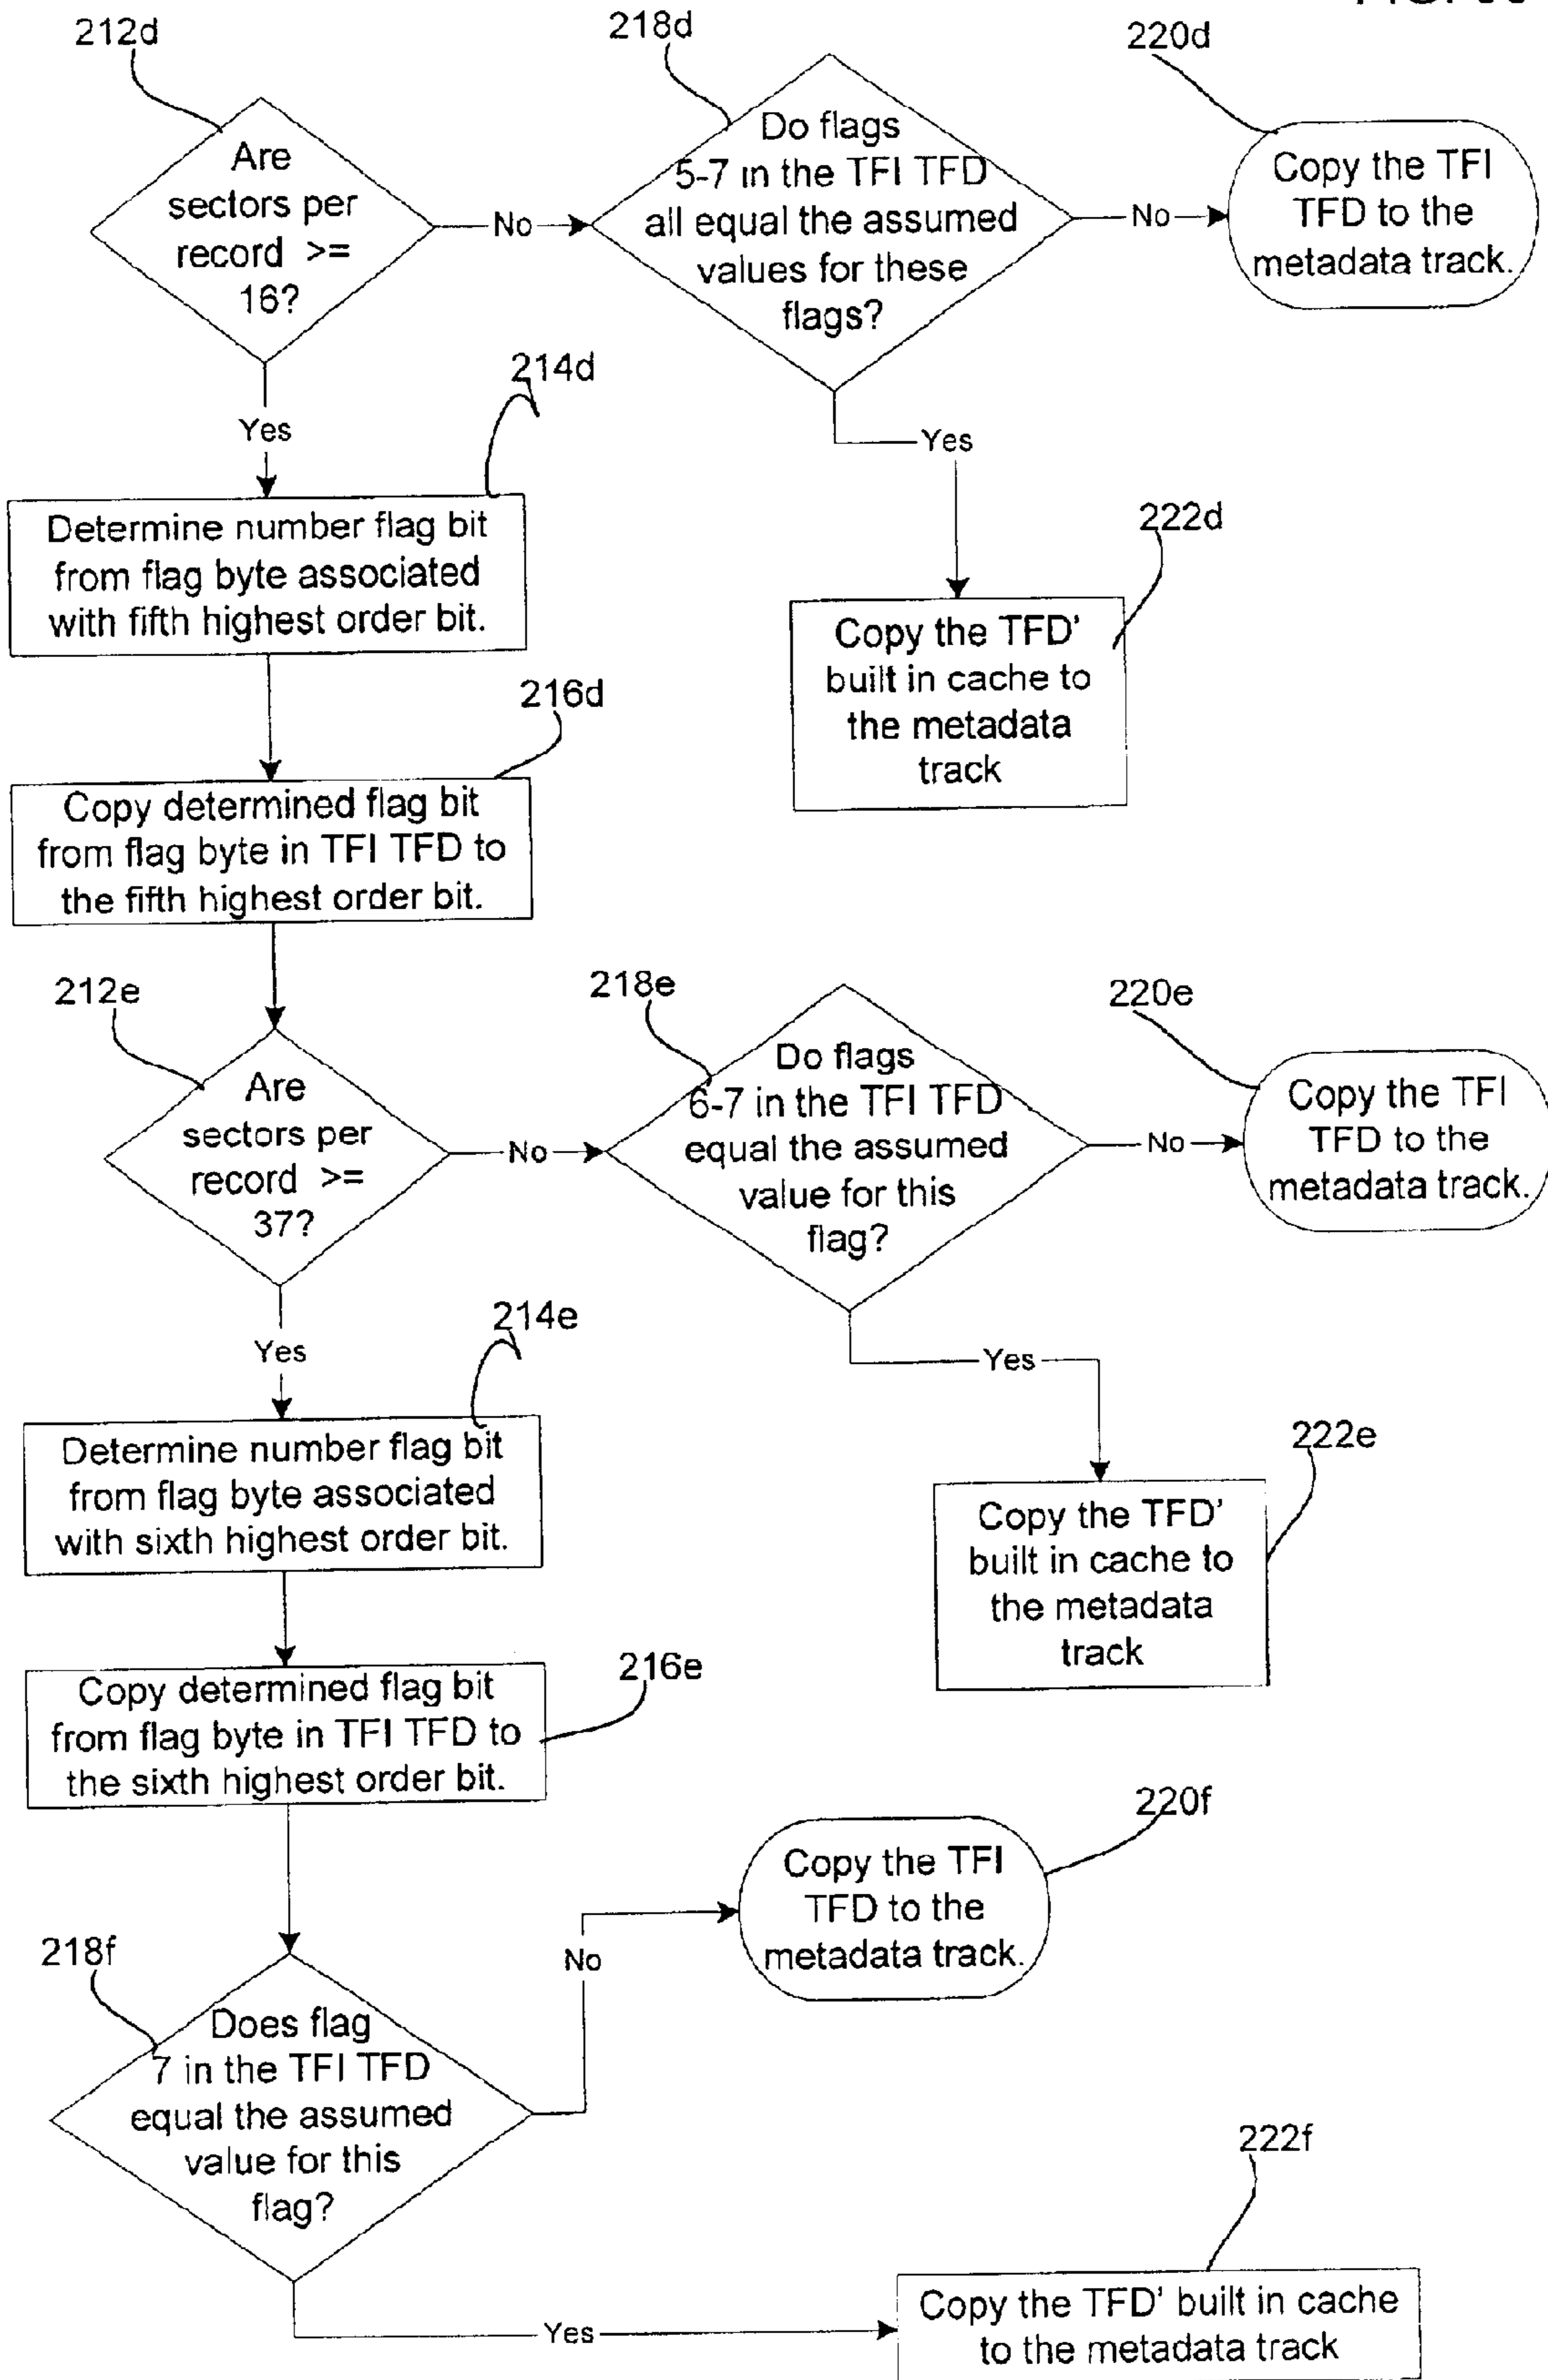 212d
218d
220d
Are
sectors per
record >=
16?
No
Do flags
5-7 in the TFI TFD
all equal the assumed
values for these
flags?
No
Copy the TFI
TFD to the
metadata track.
Yes
214d
Yes
222d
Determine number flag bit
from flag byte associated
with fifth highest order bit.
Copy the TFD'
built in cache to
the metadata
track
216d
Copy determined flag bit
from flag byte in TFI TFD to
the fifth highest order bit.
212e
218e
220e
Are
sectors per
record >=
37?
No
Do flags
6-7 in the TFI TFD
equal the assumed
value for this
flag?
No
Copy the TFI
TFD to the
metadata track.
Yes
214e
Yes
222e
Determine number flag bit
from flag byte associated
with sixth highest order bit.
Copy the TFD'
built in cache to
the metadata
track
216e
Copy determined flag bit
from flag byte in TFI TFD to
the sixth highest order bit.
220f
Copy the TFI
TFD to the
metadata track.
218f
No
Does flag
7 in the TFI TFD
equal the assumed
value for this
flag?
222f
Yes
Copy the TFD' built in cache
to the metadata track